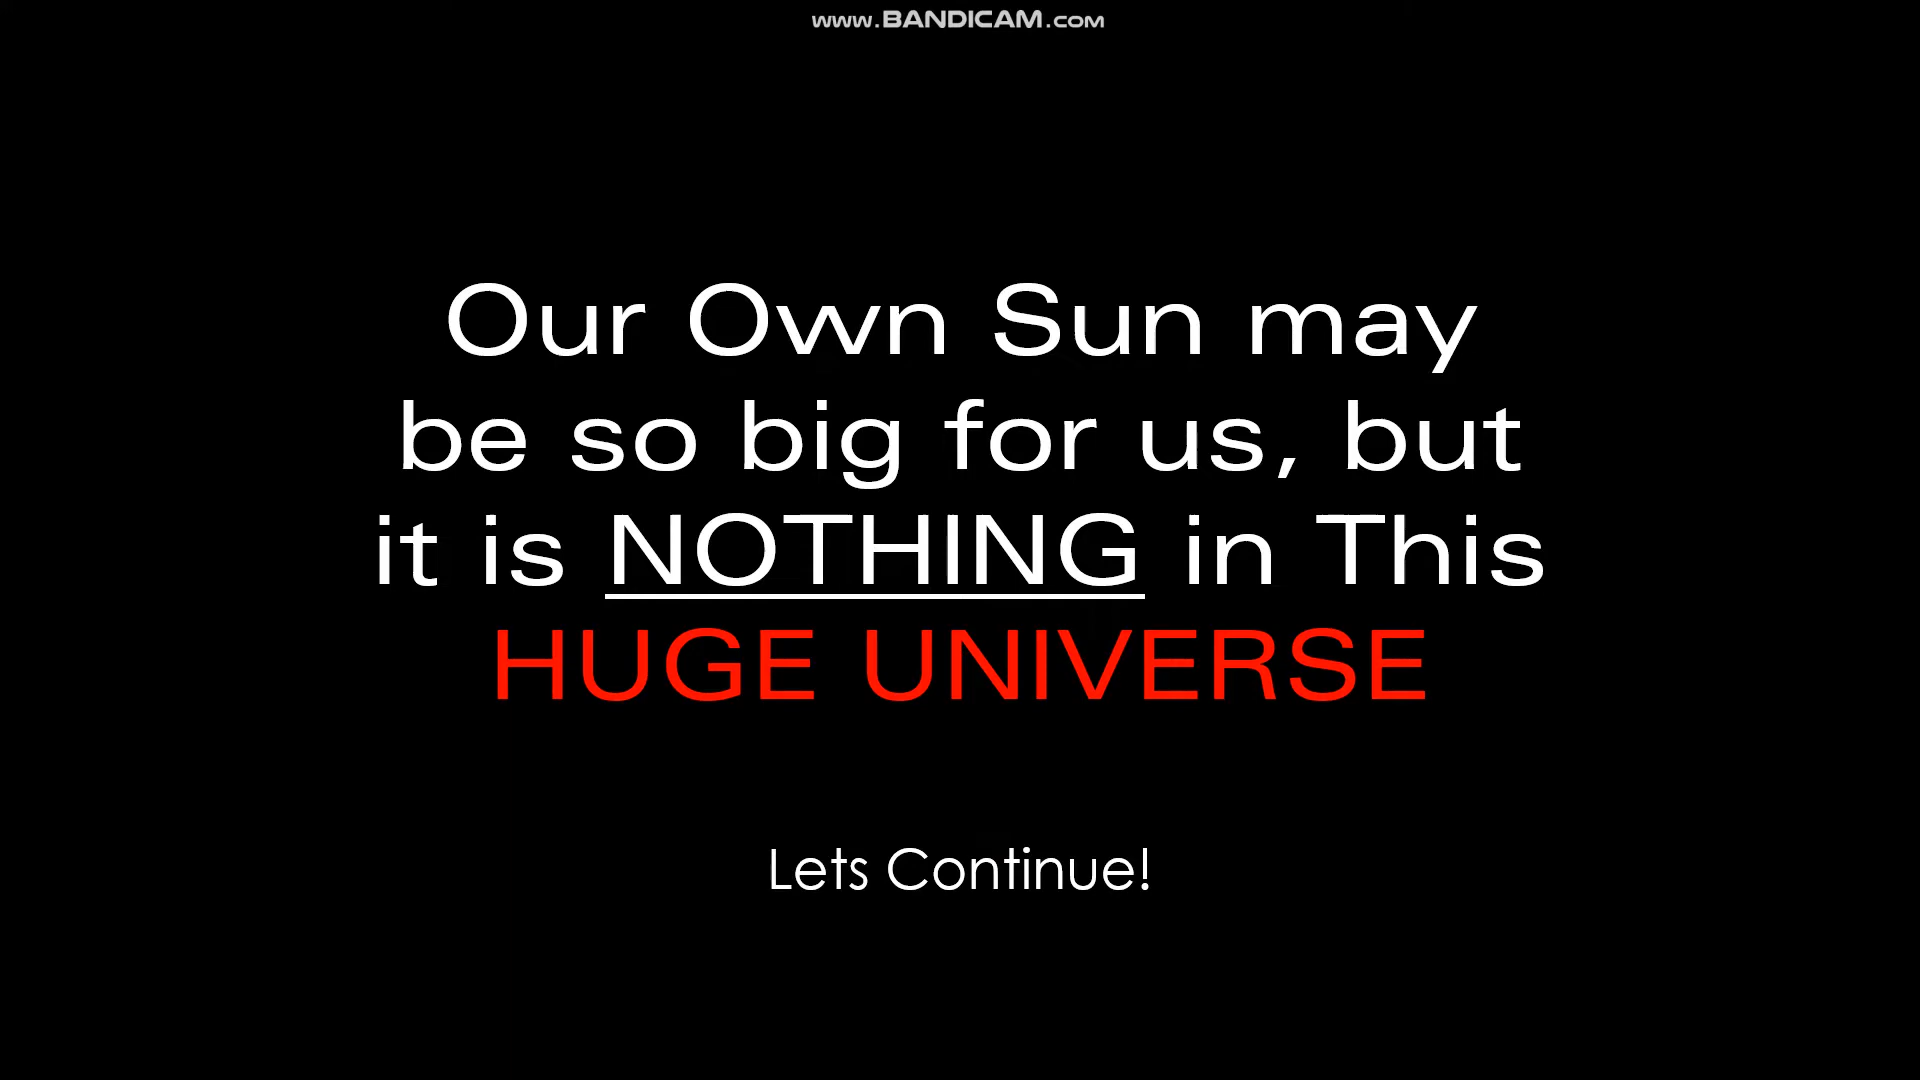 www.BANDICAM.com
Our Own Sun may
be so big for us, but
it is NOTHING in This
HUGE UNIVERSE
Lets Continue!